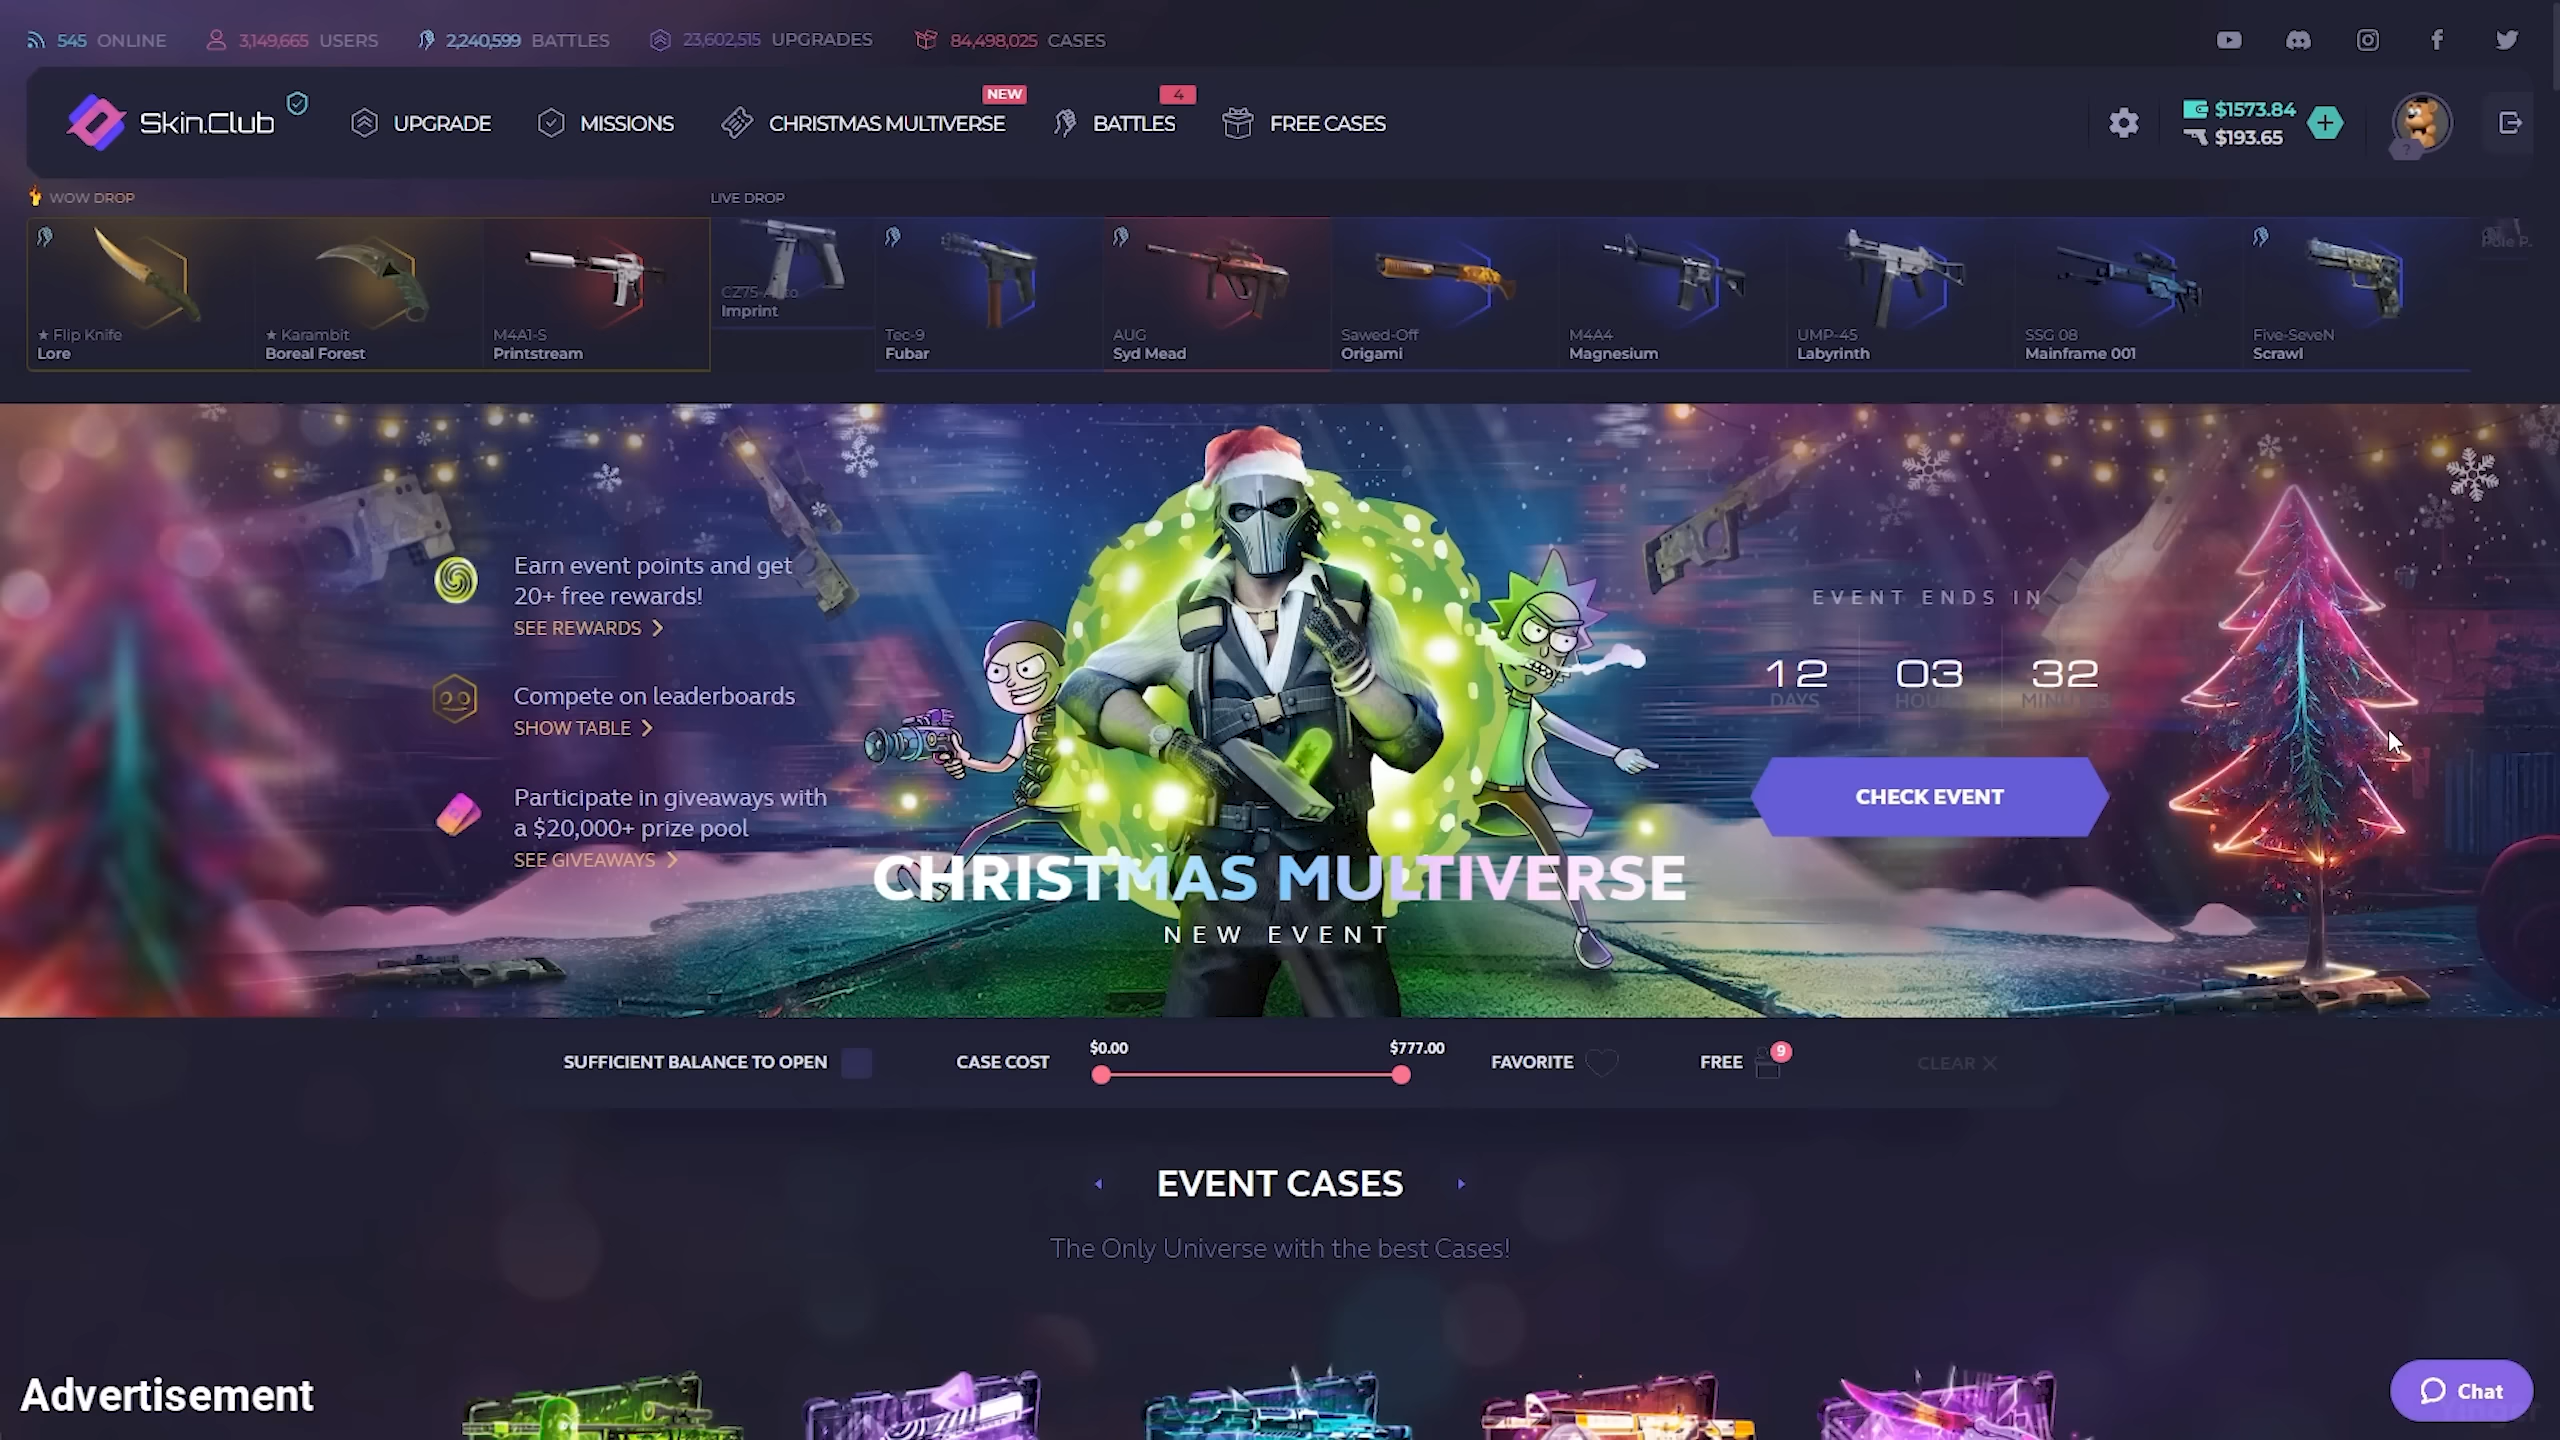 545 ONLINE 3,149,665 USERS 2,240,599 BATTLES 23,602,515 UPGRADES 84,498,025 CASES
Skin.Club UPGRADE MISSIONS CHRISTMAS MULTIVERSE NEW BATTLES 4 FREE CASES
$1573.84
$193.65
?
WOW DROP
LIVE DROP
★ Flip Knife
Lore
★ Karambit
Boreal Forest
M4A1-S
Printstream
CZ75-Auto
Imprint
Tec-9
Fubar
AUG
Syd Mead
Sawed-Off
Origami
M4A4
Magnesium
UMP-45
Labyrinth
SSG 08
Mainframe 001
Five-SeveN
Scrawl
Pole P.
Earn event points and get
20+ free rewards!
SEE REWARDS
Compete on leaderboards
SHOW TABLE
Participate in giveaways with
a $20,000+ prize pool
SEE GIVEAWAYS
EVENT ENDS IN
12 03 32
DAYS HOURS MINUTES
CHECK EVENT
CHRISTMAS MULTIVERSE
NEW EVENT
SUFFICIENT BALANCE TO OPEN
CASE COST
$0.00 $777.00
FAVORITE
FREE 9
CLEAR
EVENT CASES
The Only Universe with the best Cases!
Advertisement
Chat